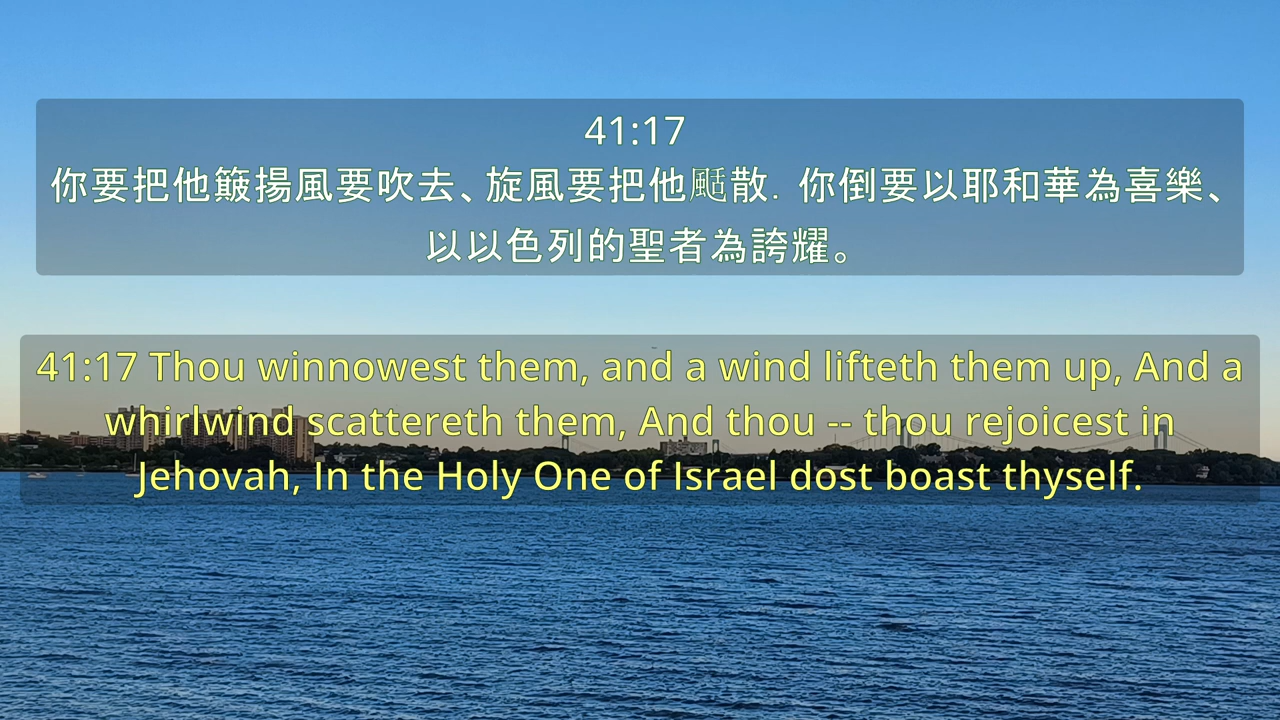 41:17
你要把他簸揚風要吹去、旋風要把他颳散. 你倒要以耶和華為喜樂、
以以色列的聖者為誇耀。
41:17 Thou winnowest them, and a wind lifteth them up, And a
whirlwind scattereth them, And thou -- thou rejoicest in
Jehovah, In the Holy One of Israel dost boast thyself.